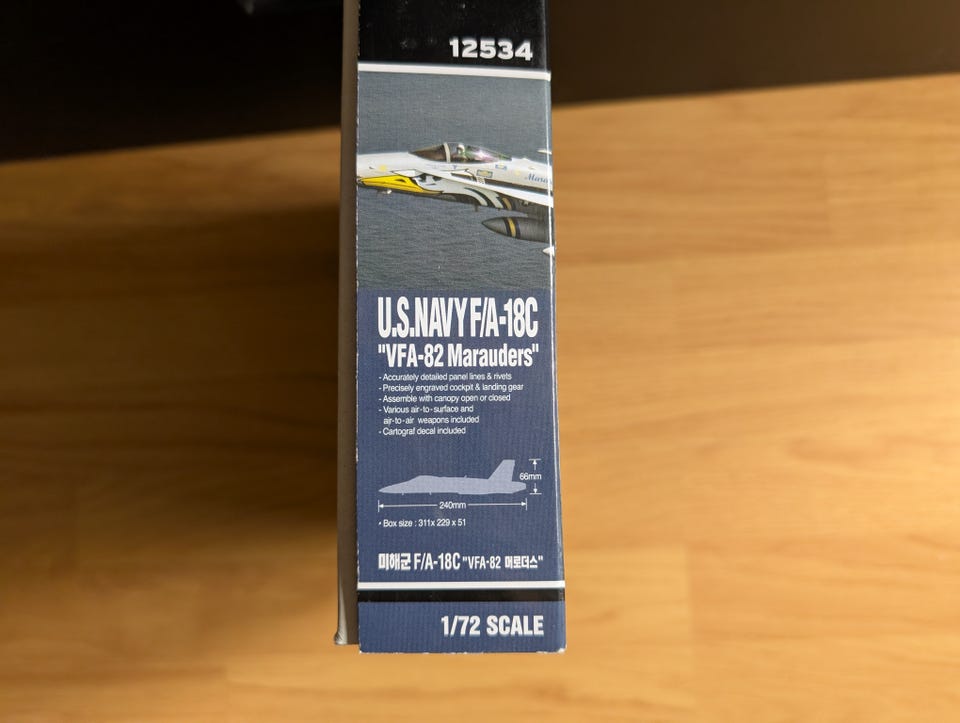 12534
U.S.NAVY F/A-18C
"VFA-82 Marauders"
- Accurately detailed panel lines & rivets
- Precisely engraved cockpit & landing gear
- Assemble with canopy open or closed
- Various air-to-surface and
air-to-air weapons included
- Cartograf decal included
66mm
240mm
• Box size : 311x 229 x 51
미해군 F/A-18C "VFA-82 머로더스"
1/72 SCALE